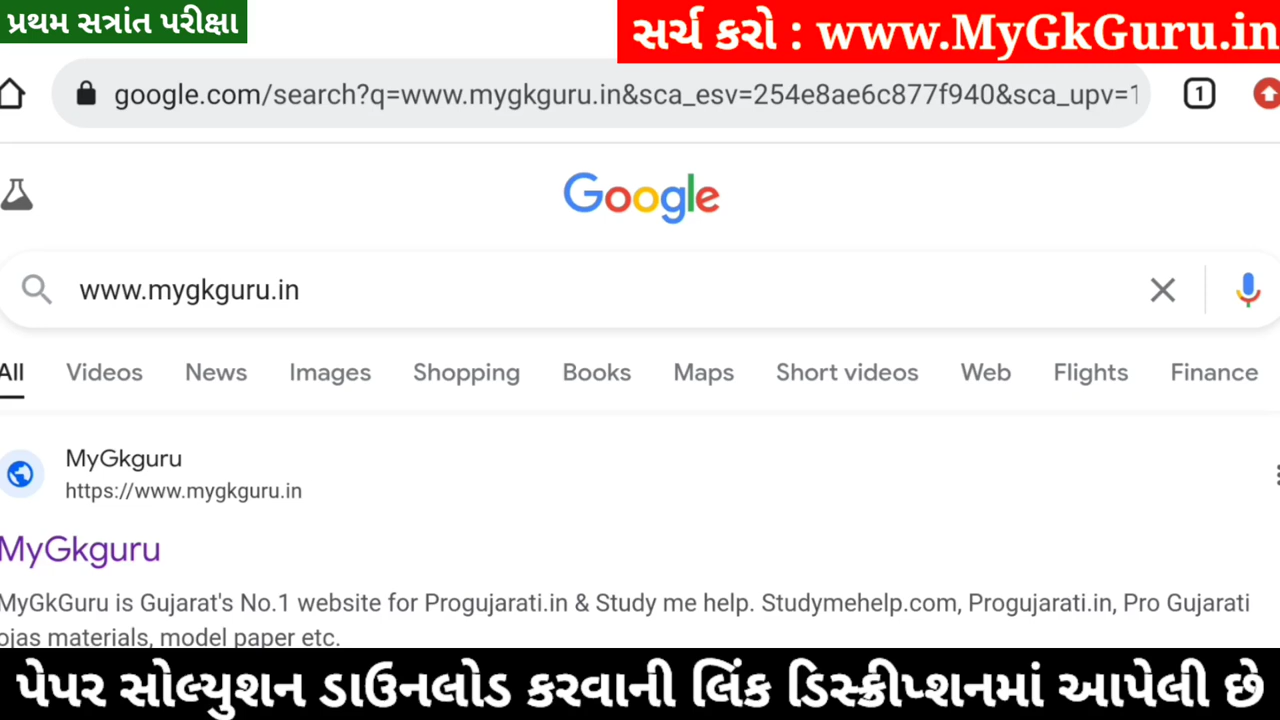 પ્રથમ સત્રાંત પરીક્ષા
સર્ચ કરો : www.MyGkGuru.in
google.com/search?q=www.mygkguru.in&sca_esv=254e8ae6c877f940&sca_upv=1
1
Google
www.mygkguru.in
All Videos News Images Shopping Books Maps Short videos Web Flights Finance
MyGkguru
https://www.mygkguru.in
MyGkguru
MyGkGuru is Gujarat's No.1 website for Progujarati.in & Study me help. Studymehelp.com, Progujarati.in, Pro Gujarati
ojas materials, model paper etc.
પેપર સોલ્યુશન ડાઉનલોડ કરવાની લિંક ડિસ્ક્રીપ્શનમાં આપેલી છે